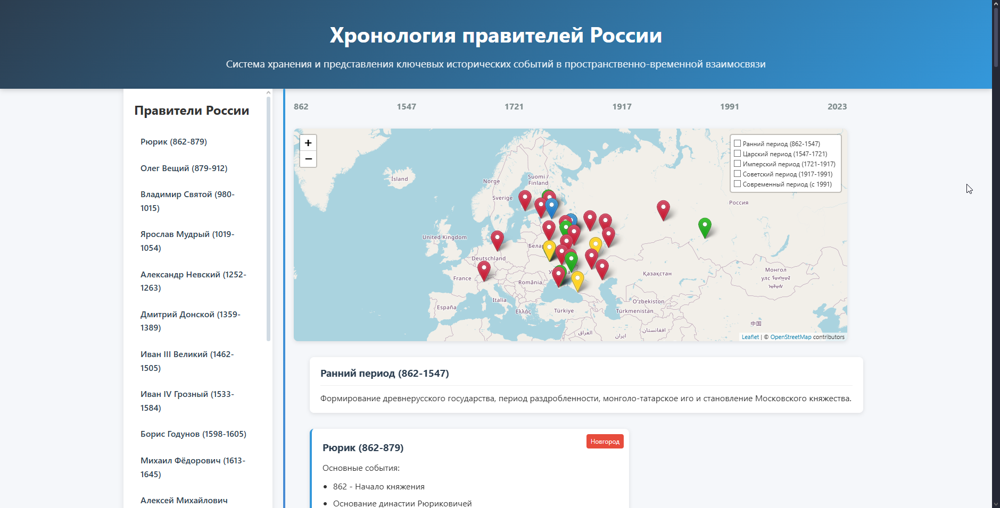 Хронология правителей России
Система хранения и представления ключевых исторических событий в пространственно-временной взаимосвязи
Правители России
Рюрик (862-879)
Олег Вещий (879-912)
Владимир Святой (980-
1015)
Ярослав Мудрый (1019-
1054)
Александр Невский (1252-
1263)
Дмитрий Донской (1359-
1389)
Иван III Великий (1462-
1505)
Иван IV Грозный (1533-
1584)
Борис Годунов (1598-1605)
Михаил Фёдорович (1613-
1645)
Алексей Михайлович
862 1547 1721 1917 1991 2023
+
−
Ранний период (862-1547)
Царский период (1547-1721)
Имперский период (1721-1917)
Советский период (1917-1991)
Современный период (с 1991)
Ísland
Norge
Suomi /
Finland
Sverige
Россия
United Kingdom
Deutschland
France
România
Italia
España
Ελλάς
Türkiye
Қазақстан
Oʻzbekiston
Türkmenistan
Монгол
улс
中国
العراق
ایران
افغانستان
Leaflet | © OpenStreetMap contributors
Ранний период (862-1547)
Формирование древнерусского государства, период раздробленности, монголо-татарское иго и становление Московского княжества.
Рюрик (862-879)
Новгород
Основные события:
• 862 - Начало княжения
• Основание династии Рюриковичей